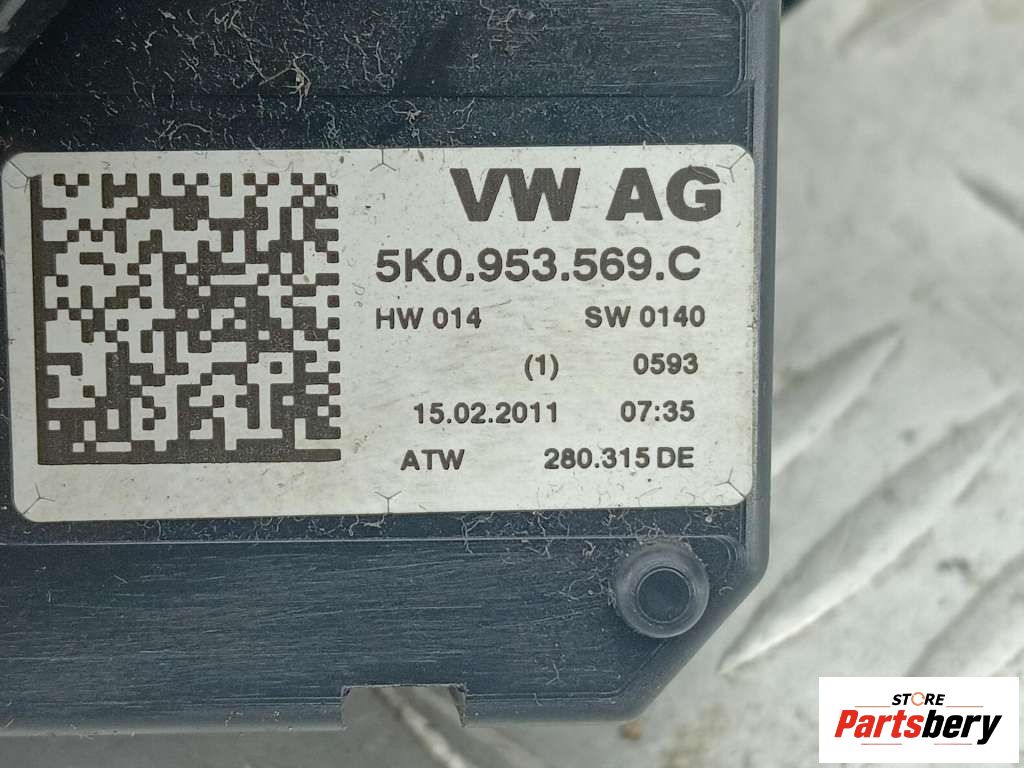 VW AG
5K0.953.569.C
HW 014 SW 0140
(1) 0593
15.02.2011 07:35
ATW 280.315 DE
STORE
Partsbery